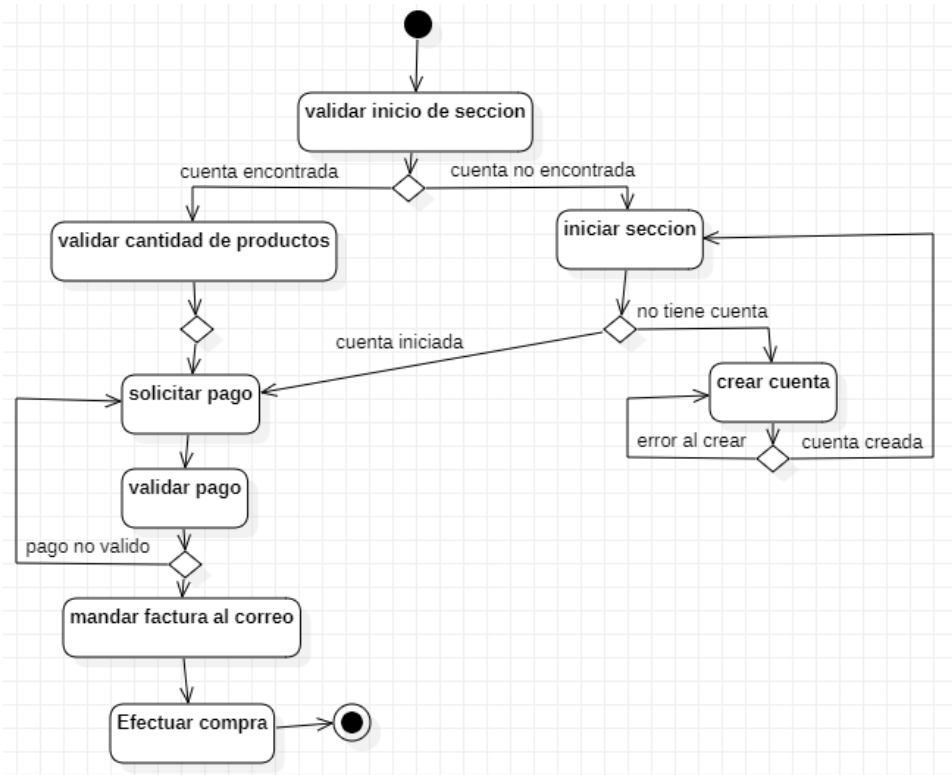 validar inicio de seccion
cuenta encontrada
cuenta no encontrada
validar cantidad de productos
iniciar seccion
no tiene cuenta
cuenta iniciada
solicitar pago
crear cuenta
error al crear
cuenta creada
validar pago
pago no valido
mandar factura al correo
Efectuar compra